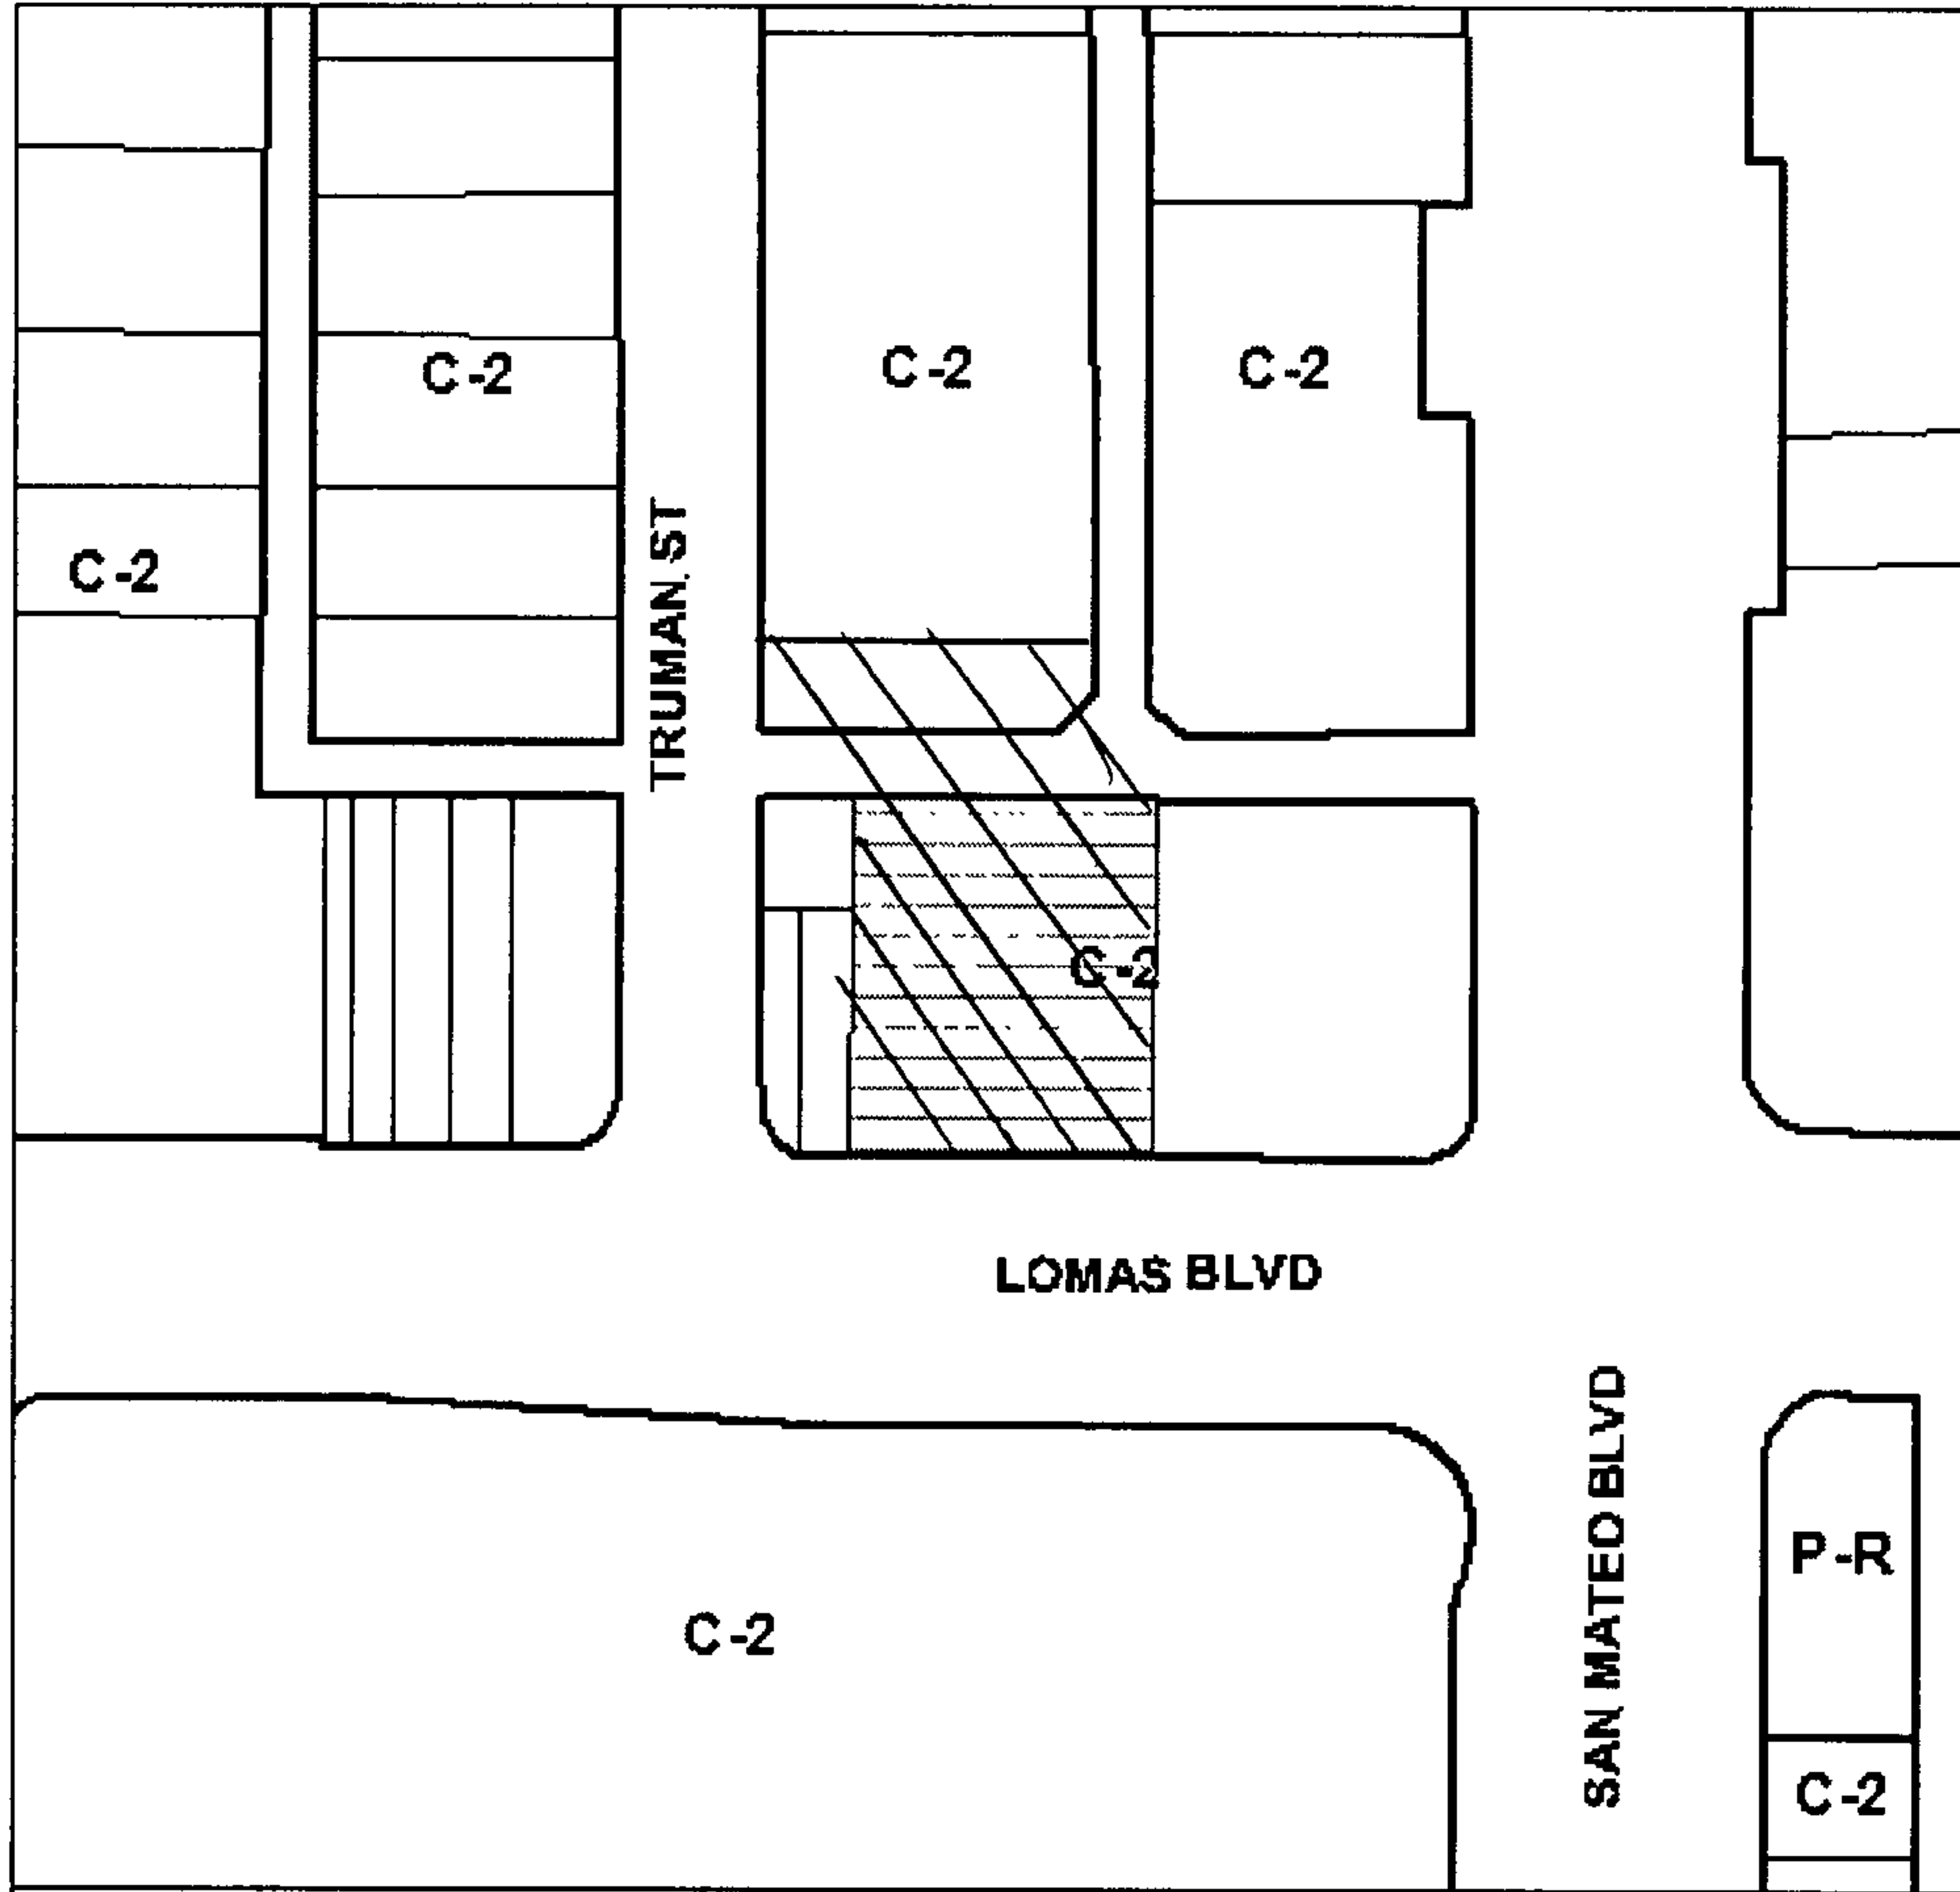 C-2
C-2
C-2
C-2
TRUMAN ST
C-2
LOMAS BLVD
SAN MATEO BLVD
P-R
C-2
C-2